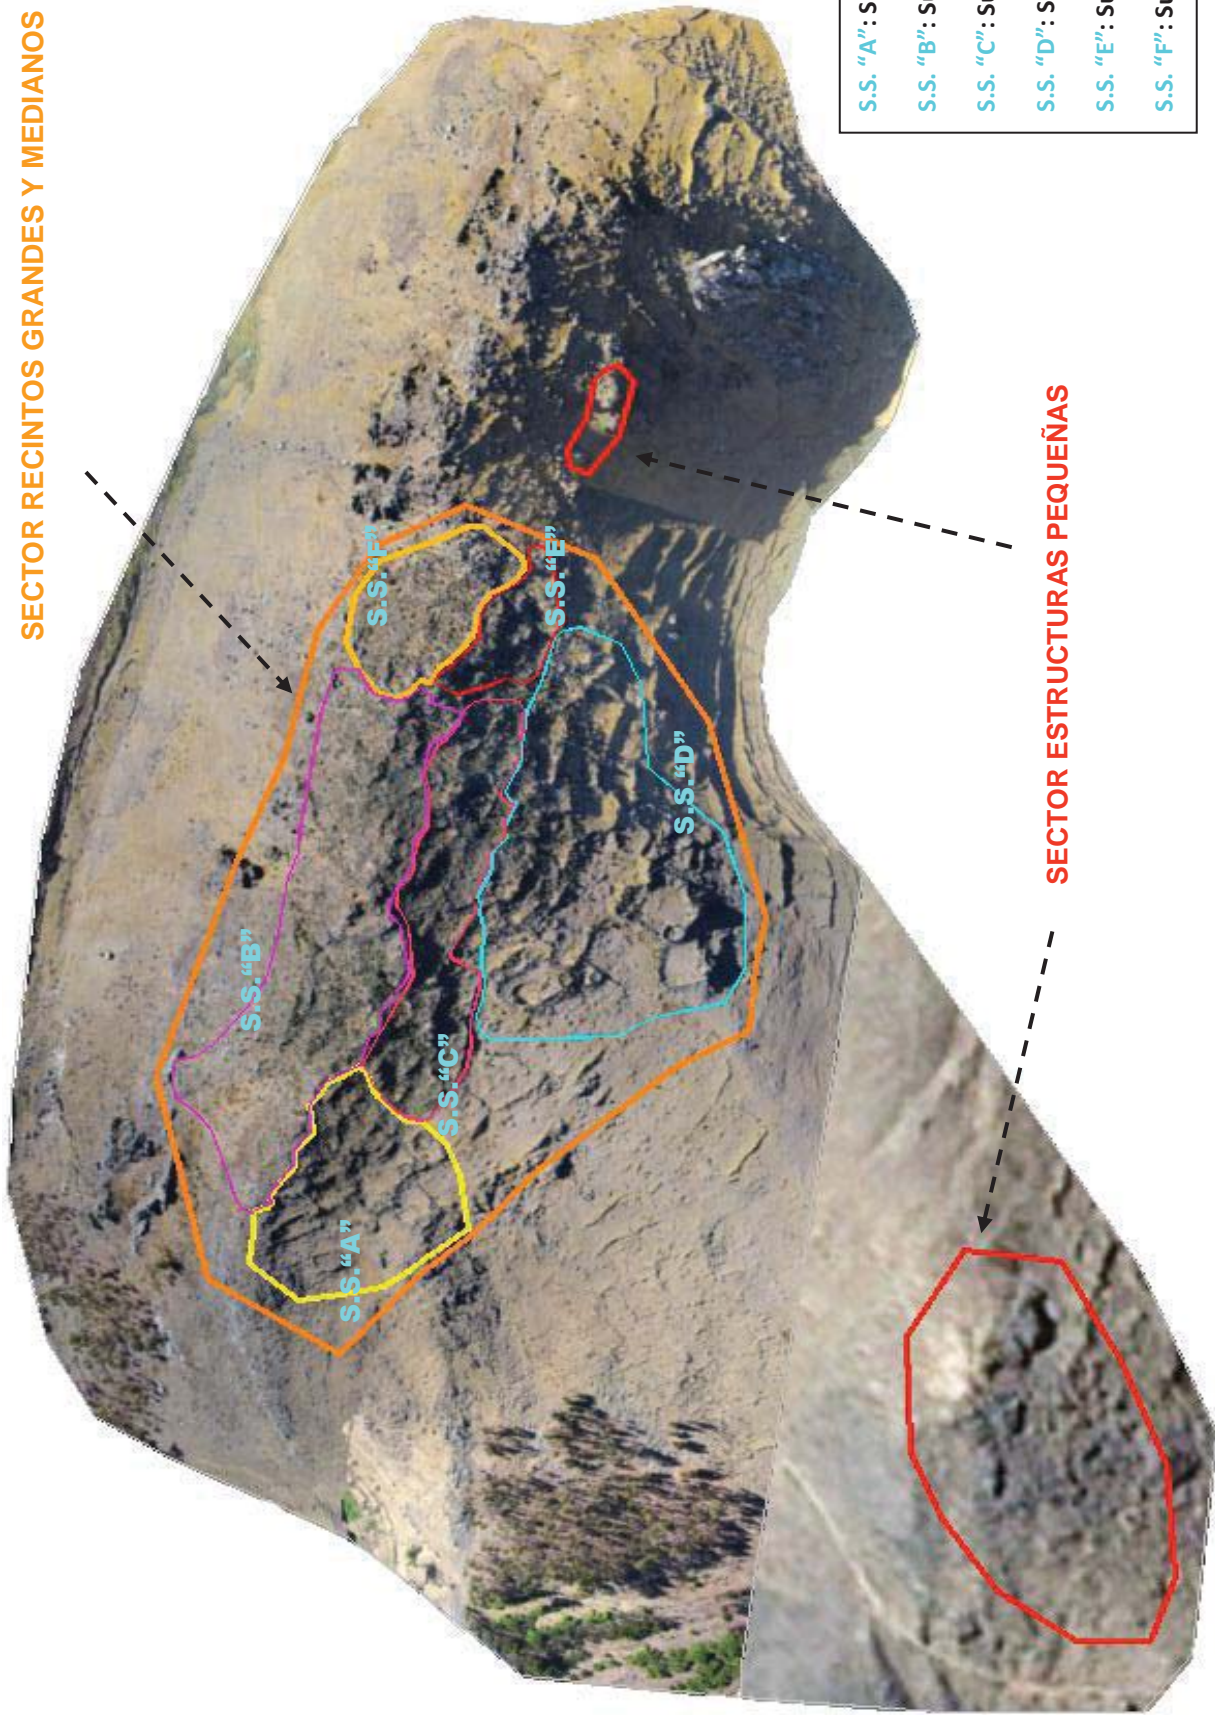 SECTOR RECINTOS GRANDES Y MEDIANOS
S.S."A"
S.S."B"
S.S."C"
S.S."D"
S.S."E"
S.S."F"
SECTOR ESTRUCTURAS PEQUEÑAS
S.S. “A”:
S.S. “B”:
S.S. “C”:
S.S. “D”:
S.S. “E”:
S.S. “F”: